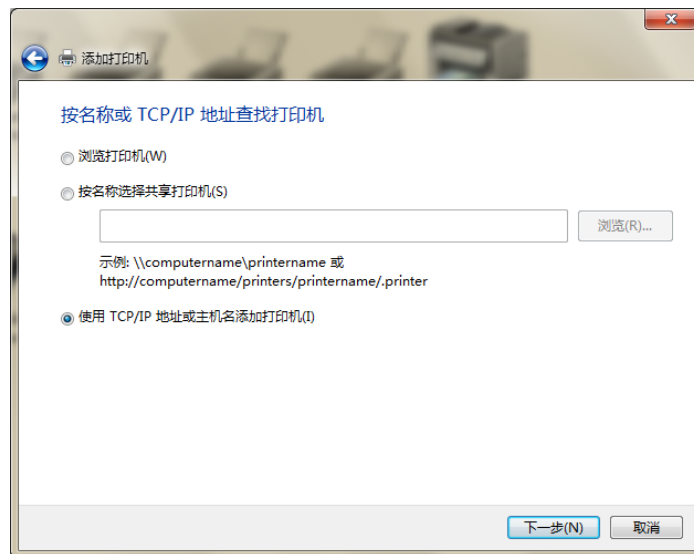 添加打印机
按名称或 TCP/IP 地址查找打印机
浏览打印机(W)
按名称选择共享打印机(S)
浏览(R)...
示例: \\computername\printername 或
http://computername/printers/printername/.printer
使用 TCP/IP 地址或主机名添加打印机(I)
下一步(N) 取消